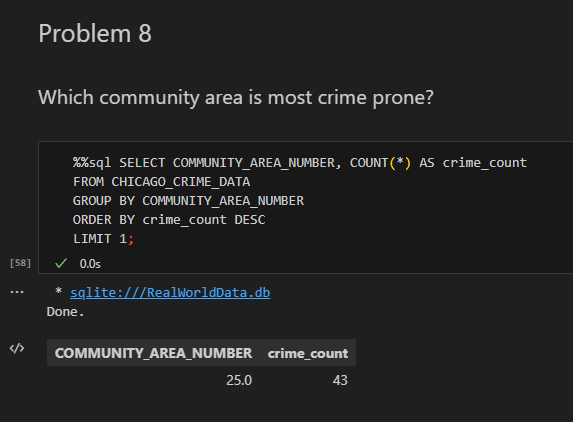 Problem 8
Which community area is most crime prone?
%%sql SELECT COMMUNITY_AREA_NUMBER, COUNT(*) AS crime_count
FROM CHICAGO_CRIME_DATA
GROUP BY COMMUNITY_AREA_NUMBER
ORDER BY crime_count DESC
LIMIT 1;
[58] 0.0s
... * sqlite:///RealWorldData.db
Done.
</> COMMUNITY_AREA_NUMBER crime_count
25.0 43